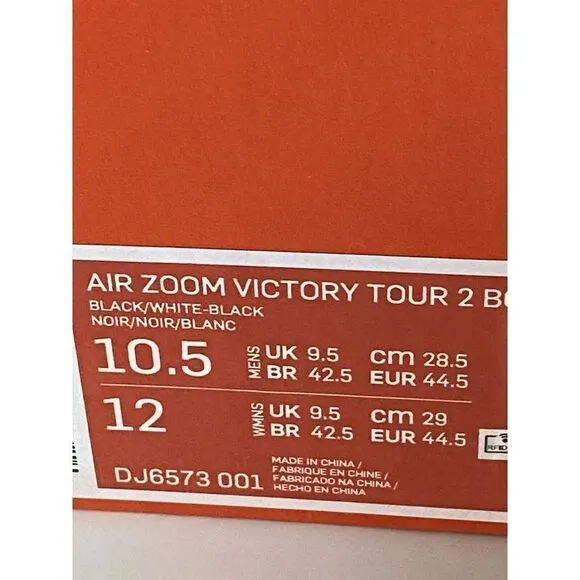 AIR ZOOM VICTORY TOUR 2 B
BLACK/WHITE-BLACK
NOIR/NOIR/BLANC
10.5 MENS UK 9.5 cm 28.5
BR 42.5 EUR 44.5
12 WMNS UK 9.5 cm 29
BR 42.5 EUR 44.5
RFID
DJ6573 001
MADE IN CHINA/
FABRIQUE EN CHINE/
FABRICADO NA CHINA/
HECHO EN CHINA